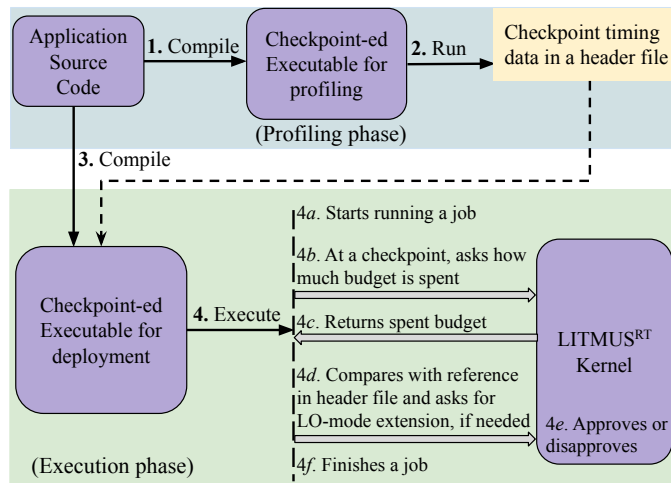 Application
Source
Code
1. Compile
Checkpoint-ed
Executable for
profiling
2. Run
Checkpoint timing
data in a header file
(Profiling phase)
3. Compile
Checkpoint-ed
Executable for
deployment
4. Execute
4a. Starts running a job
4b. At a checkpoint, asks how
much budget is spent
4c. Returns spent budget
4d. Compares with reference
in header file and asks for
LO-mode extension, if needed
4f. Finishes a job
LITMUSRT
Kernel
4e. Approves or
disapproves
(Execution phase)